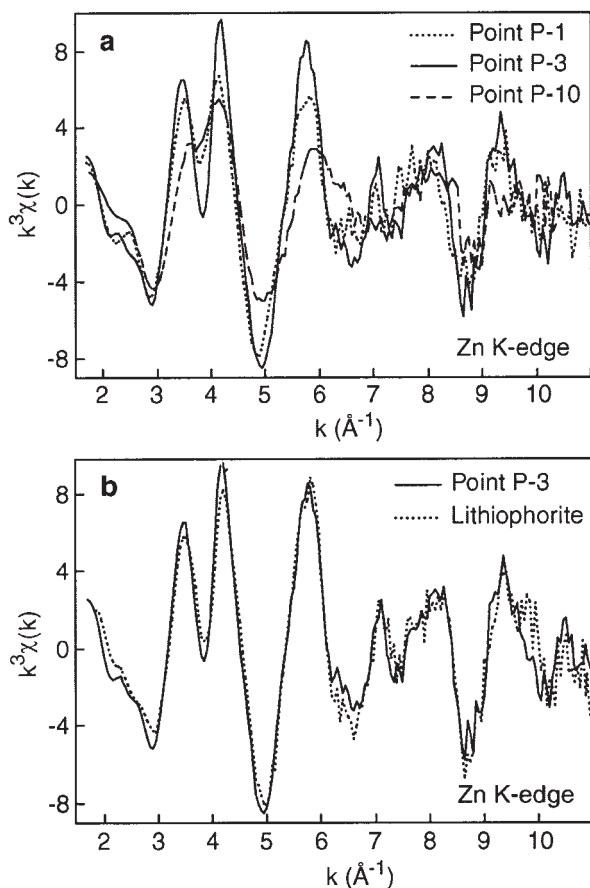 a
Point P-1
Point P-3
Point P-10
8
4
0
-4
-8
k³χ(k)
Zn K-edge
2 3 4 5 6 7 8 9 10
k (Å⁻¹)
b
Point P-3
Lithiophorite
8
4
0
-4
-8
k³χ(k)
Zn K-edge
2 3 4 5 6 7 8 9 10
k (Å⁻¹)